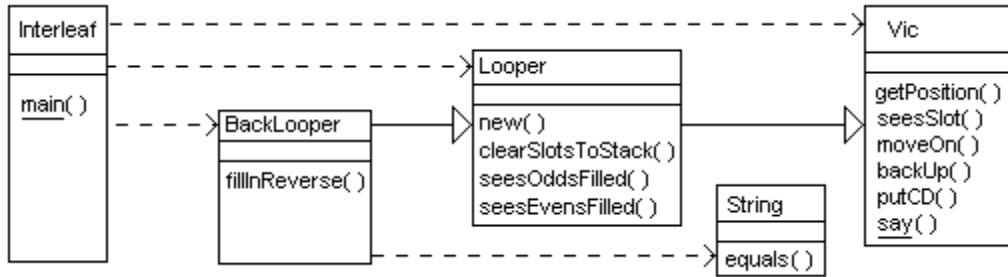 Interleaf
main( )
BackLooper
fillInReverse( )
Looper
new( )
clearSlotsToStack( )
seesOddsFilled( )
seesEvensFilled( )
String
equals( )
Vic
getPosition( )
seesSlot( )
moveOn( )
backUp( )
putCD( )
say( )